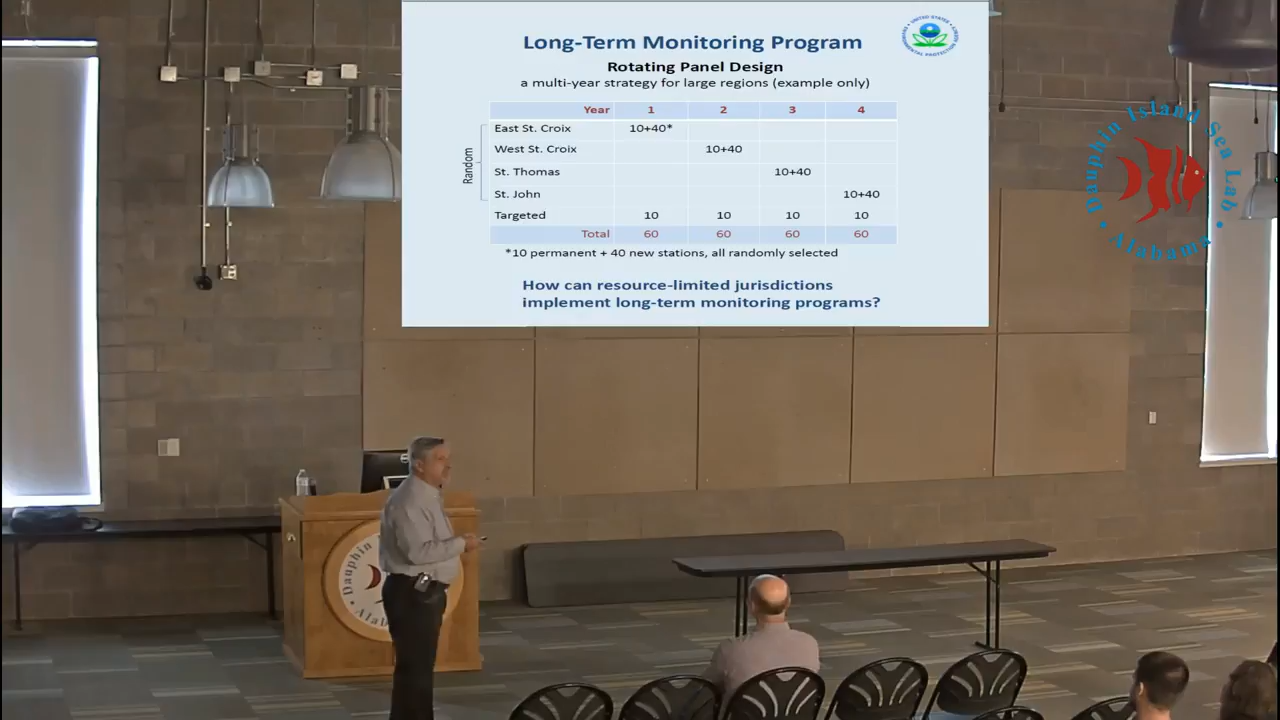 Long-Term Monitoring Program
Rotating Panel Design
a multi-year strategy for large regions (example only)
Year 1 2 3 4
Random
East St. Croix 10+40*
West St. Croix 10+40
St. Thomas 10+40
St. John 10+40
Targeted 10 10 10 10
Total 60 60 60 60
*10 permanent + 40 new stations, all randomly selected
How can resource-limited jurisdictions
implement long-term monitoring programs?
Dauphin Island Sea Lab
• Alabama •
Dauphin
Alab